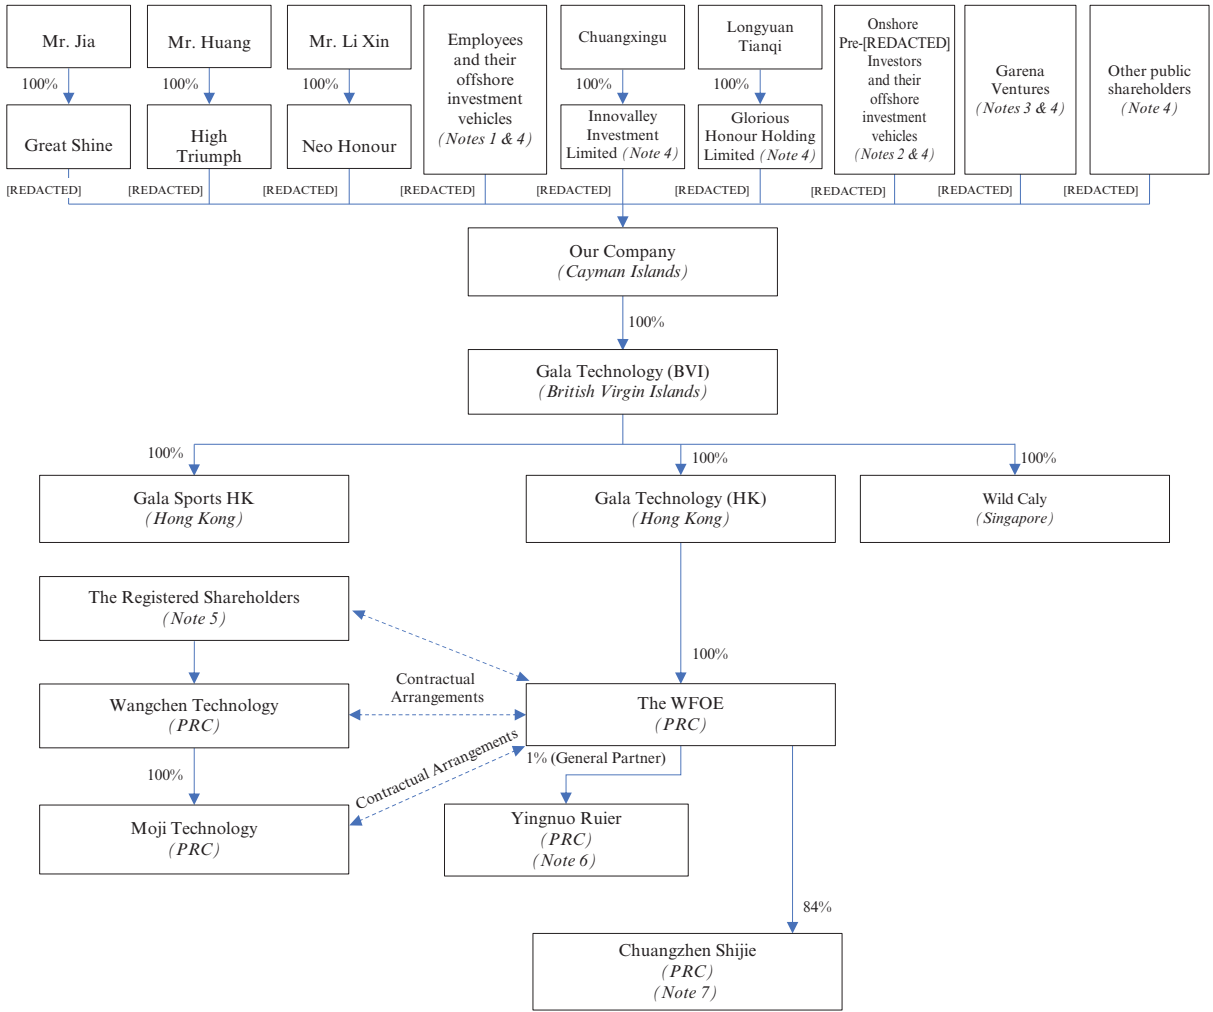 Mr. Jia
Mr. Huang
Mr. Li Xin
Employees
and their
offshore
investment
vehicles
(Notes 1 & 4)
Chuangxingu
Longyuan
Tianqi
Onshore
Pre-[REDACTED]
Investors
and their
offshore
investment
vehicles
(Notes 2 & 4)
Garena
Ventures
(Notes 3 & 4)
Other public
shareholders
(Note 4)
100%
100%
100%
100%
100%
Great Shine
High
Triumph
Neo Honour
Innovalley
Investment
Limited (Note 4)
Glorious
Honour Holding
Limited (Note 4)
[REDACTED]
[REDACTED]
[REDACTED]
[REDACTED]
[REDACTED]
[REDACTED]
[REDACTED]
[REDACTED]
[REDACTED]
Our Company
(Cayman Islands)
100%
Gala Technology (BVI)
(British Virgin Islands)
100%
100%
100%
Gala Sports HK
(Hong Kong)
Gala Technology (HK)
(Hong Kong)
Wild Caly
(Singapore)
The Registered Shareholders
(Note 5)
100%
Contractual
Arrangements
Wangchen Technology
(PRC)
The WFOE
(PRC)
100%
Contractual Arrangements
1% (General Partner)
Moji Technology
(PRC)
Yingnuo Ruier
(PRC)
(Note 6)
84%
Chuangzhen Shijie
(PRC)
(Note 7)